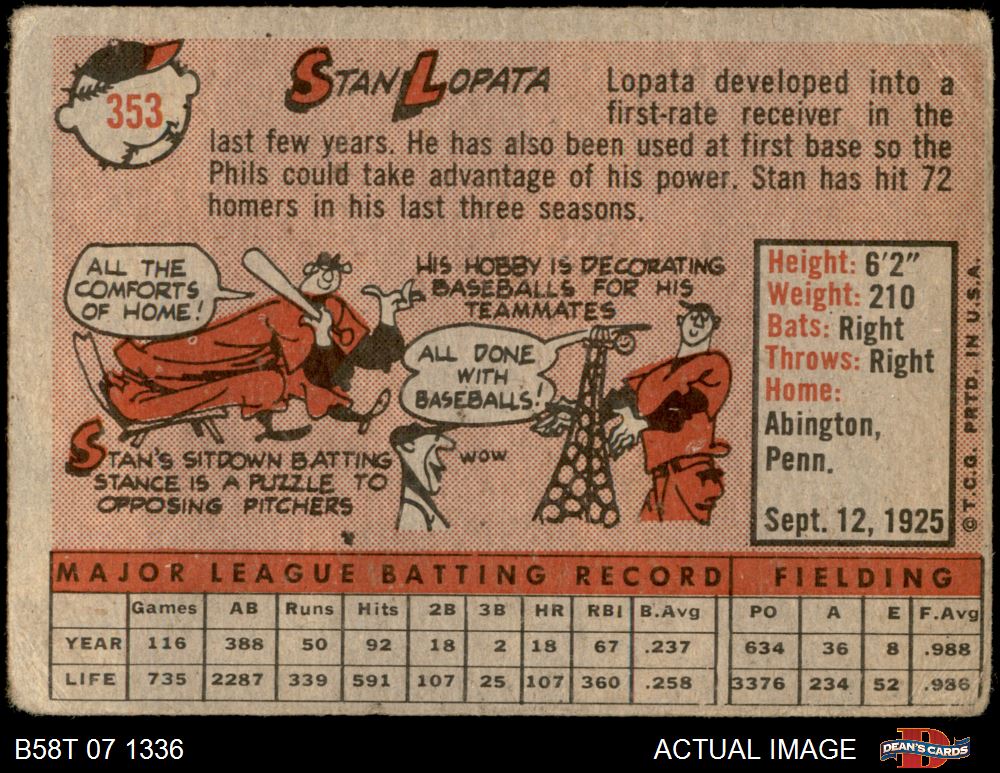 353
STAN LOPATA
Lopata developed into a
first-rate receiver in the
last few years. He has also been used at first base so the
Phils could take advantage of his power. Stan has hit 72
homers in his last three seasons.
ALL THE
COMFORTS
OF HOME!
STAN'S SITDOWN BATTING
STANCE IS A PUZZLE TO
OPPOSING PITCHERS
HIS HOBBY IS DECORATING
BASEBALLS FOR HIS
TEAMMATES
ALL DONE
WITH
BASEBALLS!
WOW
Height: 6'2"
Weight: 210
Bats: Right
Throws: Right
Home:
Abington,
Penn.
Sept. 12, 1925
© T.C.G. PRTD. IN U.S.A.
MAJOR LEAGUE BATTING RECORD FIELDING
Games AB Runs Hits 2B 3B HR RBI B.Avg PO A E F.Avg
YEAR 116 388 50 92 18 2 18 67 .237 634 36 8 .988
LIFE 735 2287 339 591 107 25 107 360 .258 3376 234 52 .986
B58T 07 1336
ACTUAL IMAGE
DEAN'S CARDS